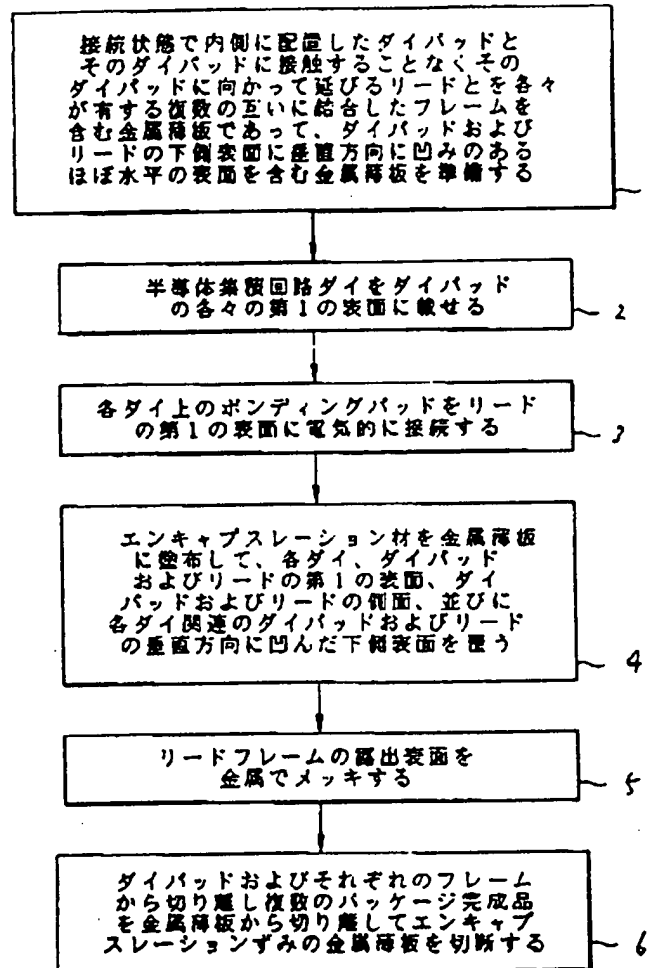 接続状態で内側に配置したダイパッドと
そのダイパッドに接触することなくその
ダイパッドに向かって延びるリードとを各々
が有する複数の互いに結合したフレームを
含む金属薄板であって、ダイパッドおよび
リードの下側表面に垂直方向に凹みのある
ほぼ水平の表面を含む金属薄板を準備する
半導体集積回路ダイをダイパッド
の各々の第1の表面に載せる
2
各ダイ上のボンディングパッドをリード
の第1の表面に電気的に接続する
3
エンキャプスレーション材を金属薄板
に塗布して、各ダイ、ダイパッド
およびリードの第1の表面、ダイ
パッドおよびリードの側面、並びに
各ダイ関連のダイパッドおよびリード
の垂直方向に凹んだ下側表面を覆う
4
リードフレームの露出表面を
金属でメッキする
5
ダイパッドおよびそれぞれのフレーム
から切り離し複数のパッケージ完成品
を金属薄板から切り離してエンキャプ
スレーションずみの金属薄板を切断する
6